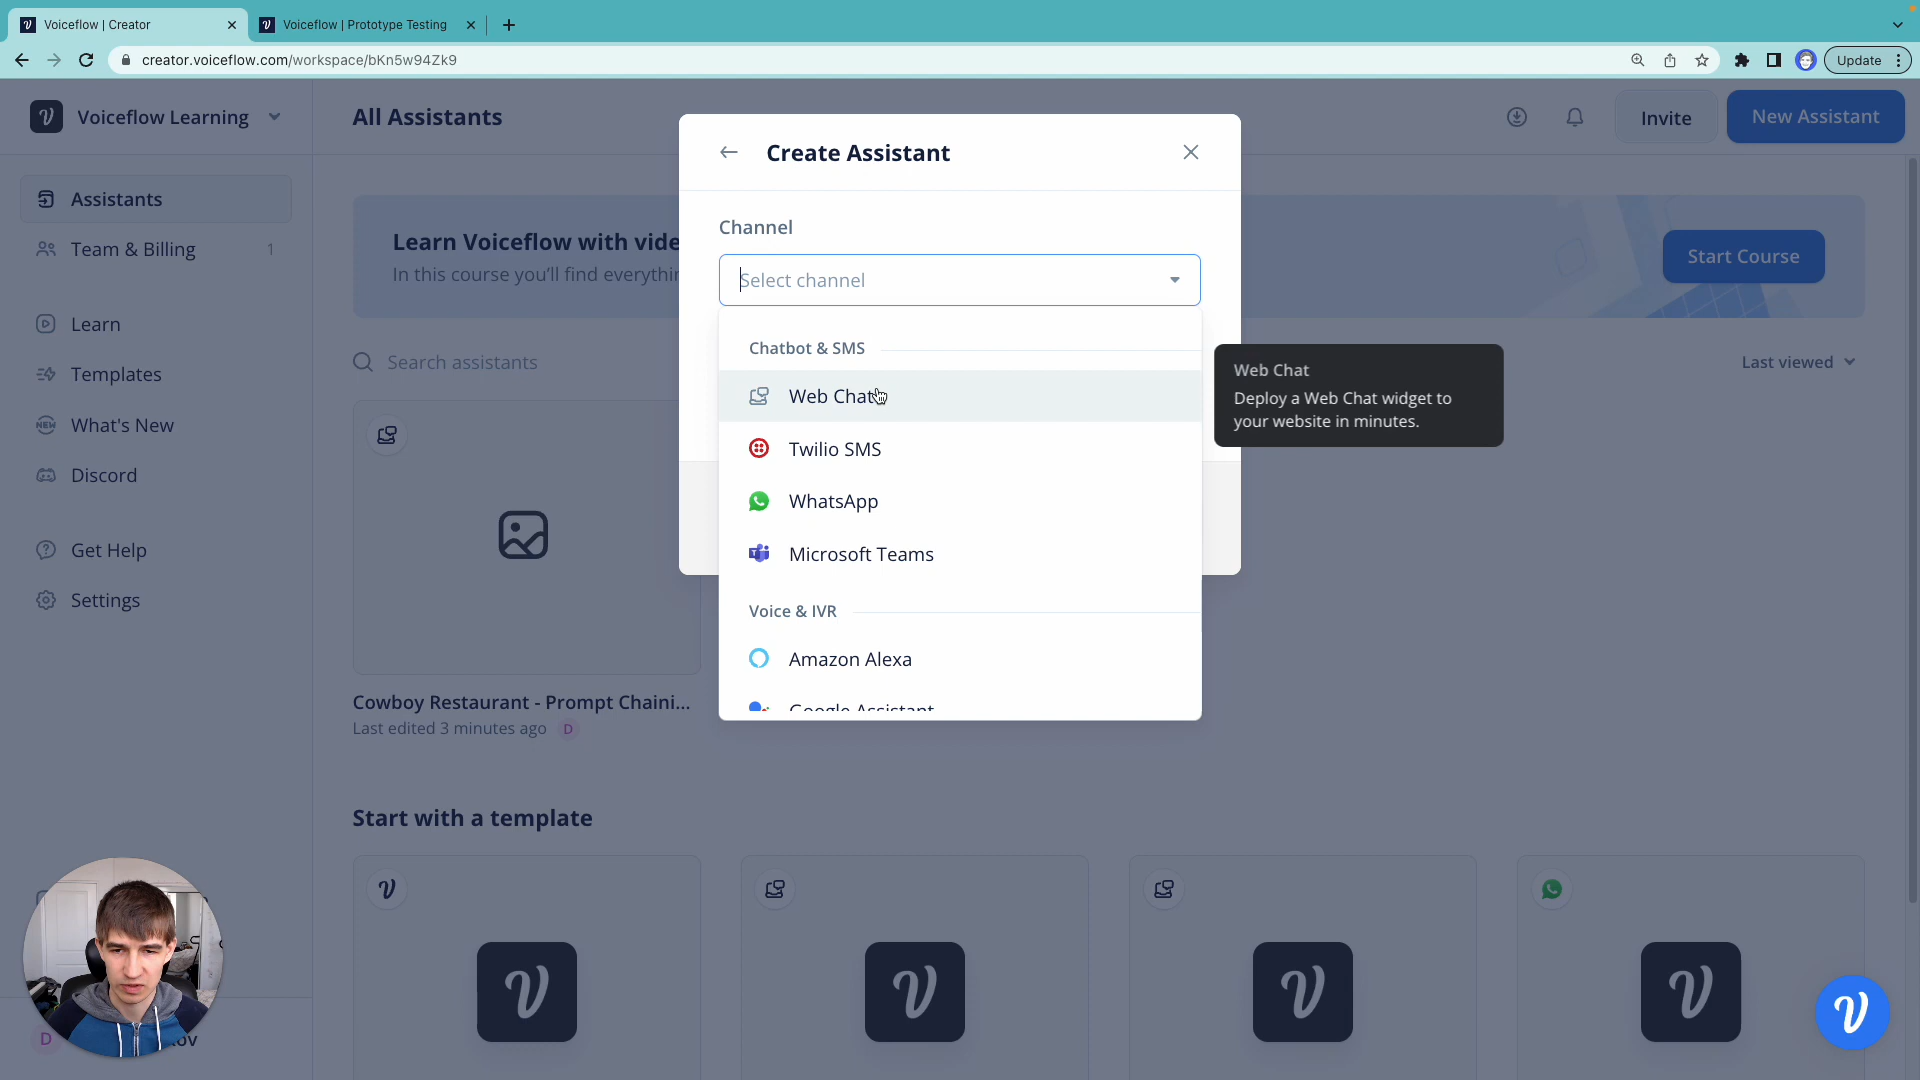 Voiceflow | Creator
Voiceflow | Prototype Testing
creator.voiceflow.com/workspace/bKn5w94Zk9
Update
Voiceflow Learning
All Assistants
Invite
New Assistant
Create Assistant
Assistants
Team & Billing 1
Learn
Templates
What's New
NEW
Discord
Get Help
Settings
Learn Voiceflow with vide
In this course you'll find everythi
Start Course
Search assistants
Last viewed
Channel
Select channel
Chatbot & SMS
Web Chat
Twilio SMS
WhatsApp
Microsoft Teams
Voice & IVR
Amazon Alexa
Google Assistant
Web Chat
Deploy a Web Chat widget to
your website in minutes.
Cowboy Restaurant - Prompt Chaini...
Last edited 3 minutes ago D
Start with a template
D
ov